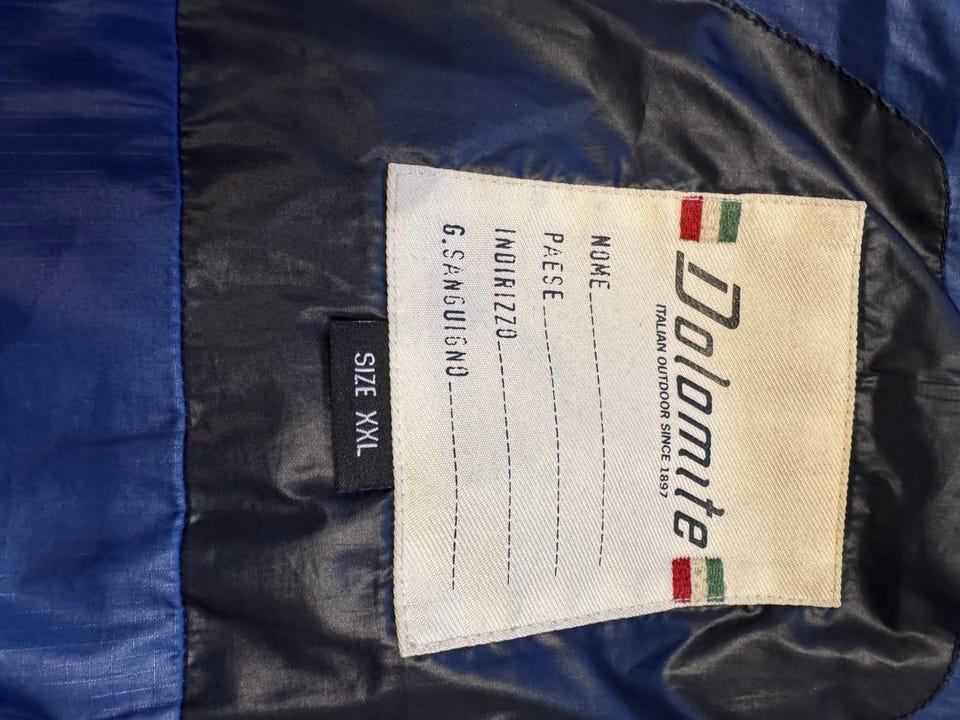 Dolomite
ITALIAN OUTDOOR SINCE 1897
NOME
PAESE
INDIRIZZO
G.SANGUIGNO
SIZE XXL